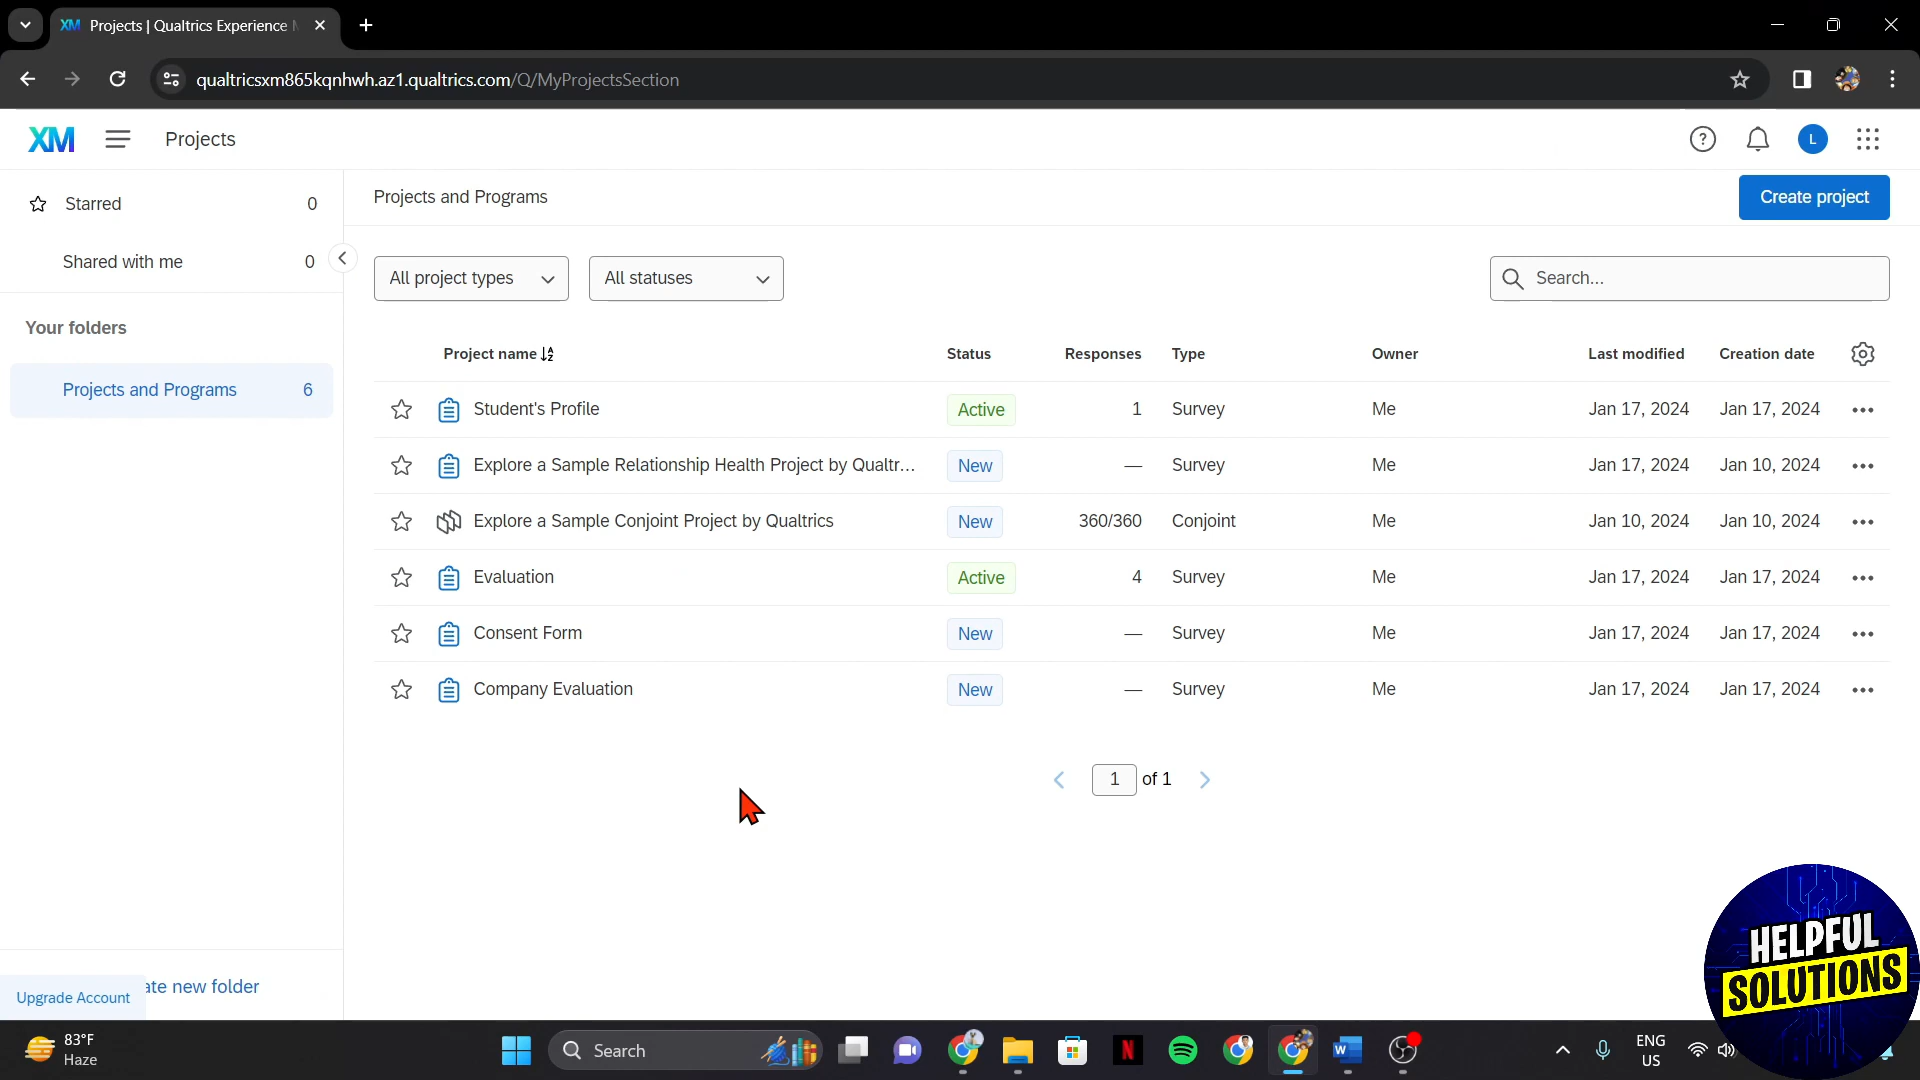 XM Projects | Qualtrics Experience
qualtricsxm865kqnhwh.az1.qualtrics.com/Q/MyProjectsSection
XM Projects
? L
Starred 0
Shared with me 0
Your folders
Projects and Programs 6
Projects and Programs
Create project
All project types All statuses Search...
Project name Status Responses Type Owner Last modified Creation date
Student's Profile Active 1 Survey Me Jan 17, 2024 Jan 17, 2024
Explore a Sample Relationship Health Project by Qualtr... New — Survey Me Jan 17, 2024 Jan 10, 2024
Explore a Sample Conjoint Project by Qualtrics New 360/360 Conjoint Me Jan 10, 2024 Jan 10, 2024
Evaluation Active 4 Survey Me Jan 17, 2024 Jan 17, 2024
Consent Form New — Survey Me Jan 17, 2024 Jan 17, 2024
Company Evaluation New — Survey Me Jan 17, 2024 Jan 17, 2024
1 of 1
ate new folder
Upgrade Account
HELPFUL
SOLUTIONS
83°F
Haze
Search
ENG
US